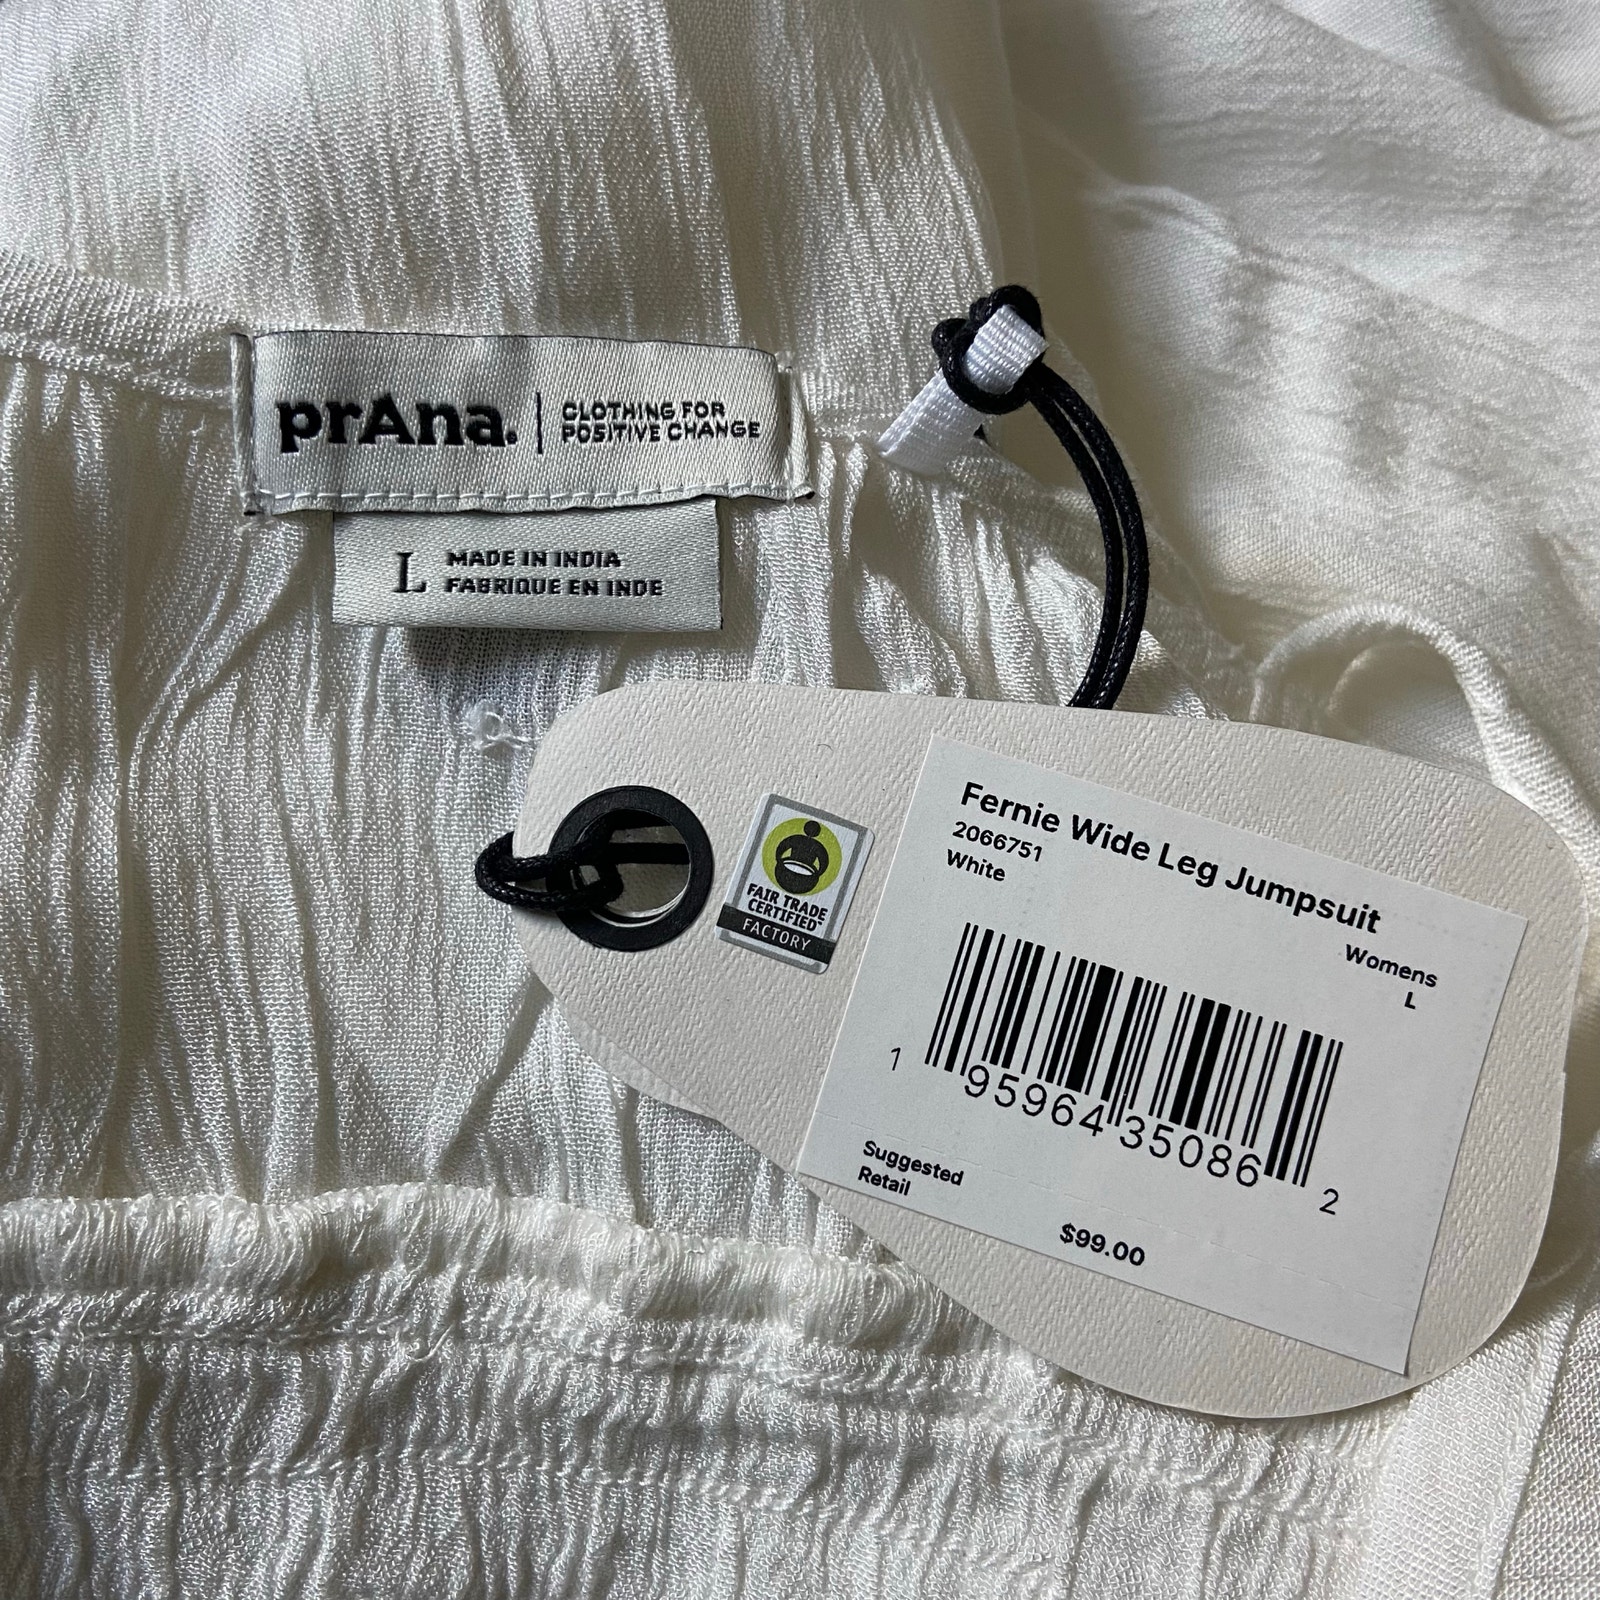 prAna. | CLOTHING FOR
POSITIVE CHANGE
L MADE IN INDIA
FABRIQUE EN INDE
FAIR TRADE
CERTIFIED™
FACTORY
Fernie Wide Leg Jumpsuit
2066751
White
Womens
L
1 95964 35086 2
Suggested
Retail
$99.00